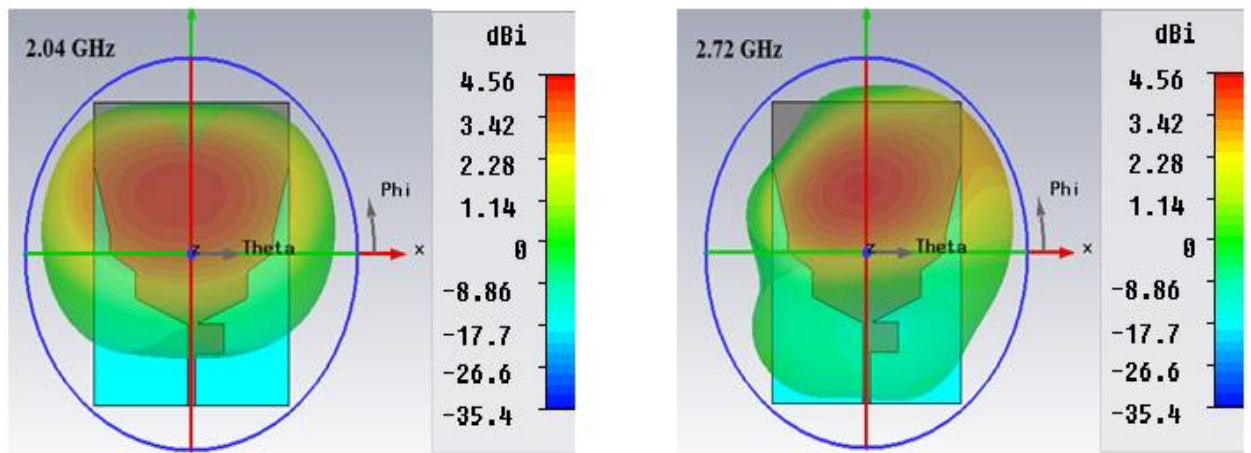 2.04 GHz
dBi
4.56
3.42
2.28
1.14
0
-8.86
-17.7
-26.6
-35.4
Phi
z
Theta
x
2.72 GHz
dBi
4.56
3.42
2.28
1.14
0
-8.86
-17.7
-26.6
-35.4
Phi
z
Theta
x